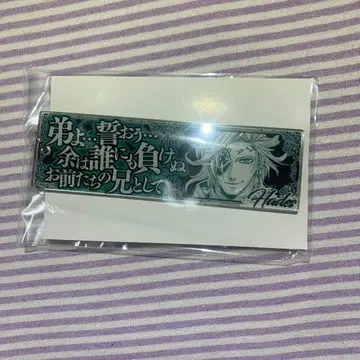 弟よ…誓おう…
余は誰にも負けぬ
お前たちの兄として
Hades